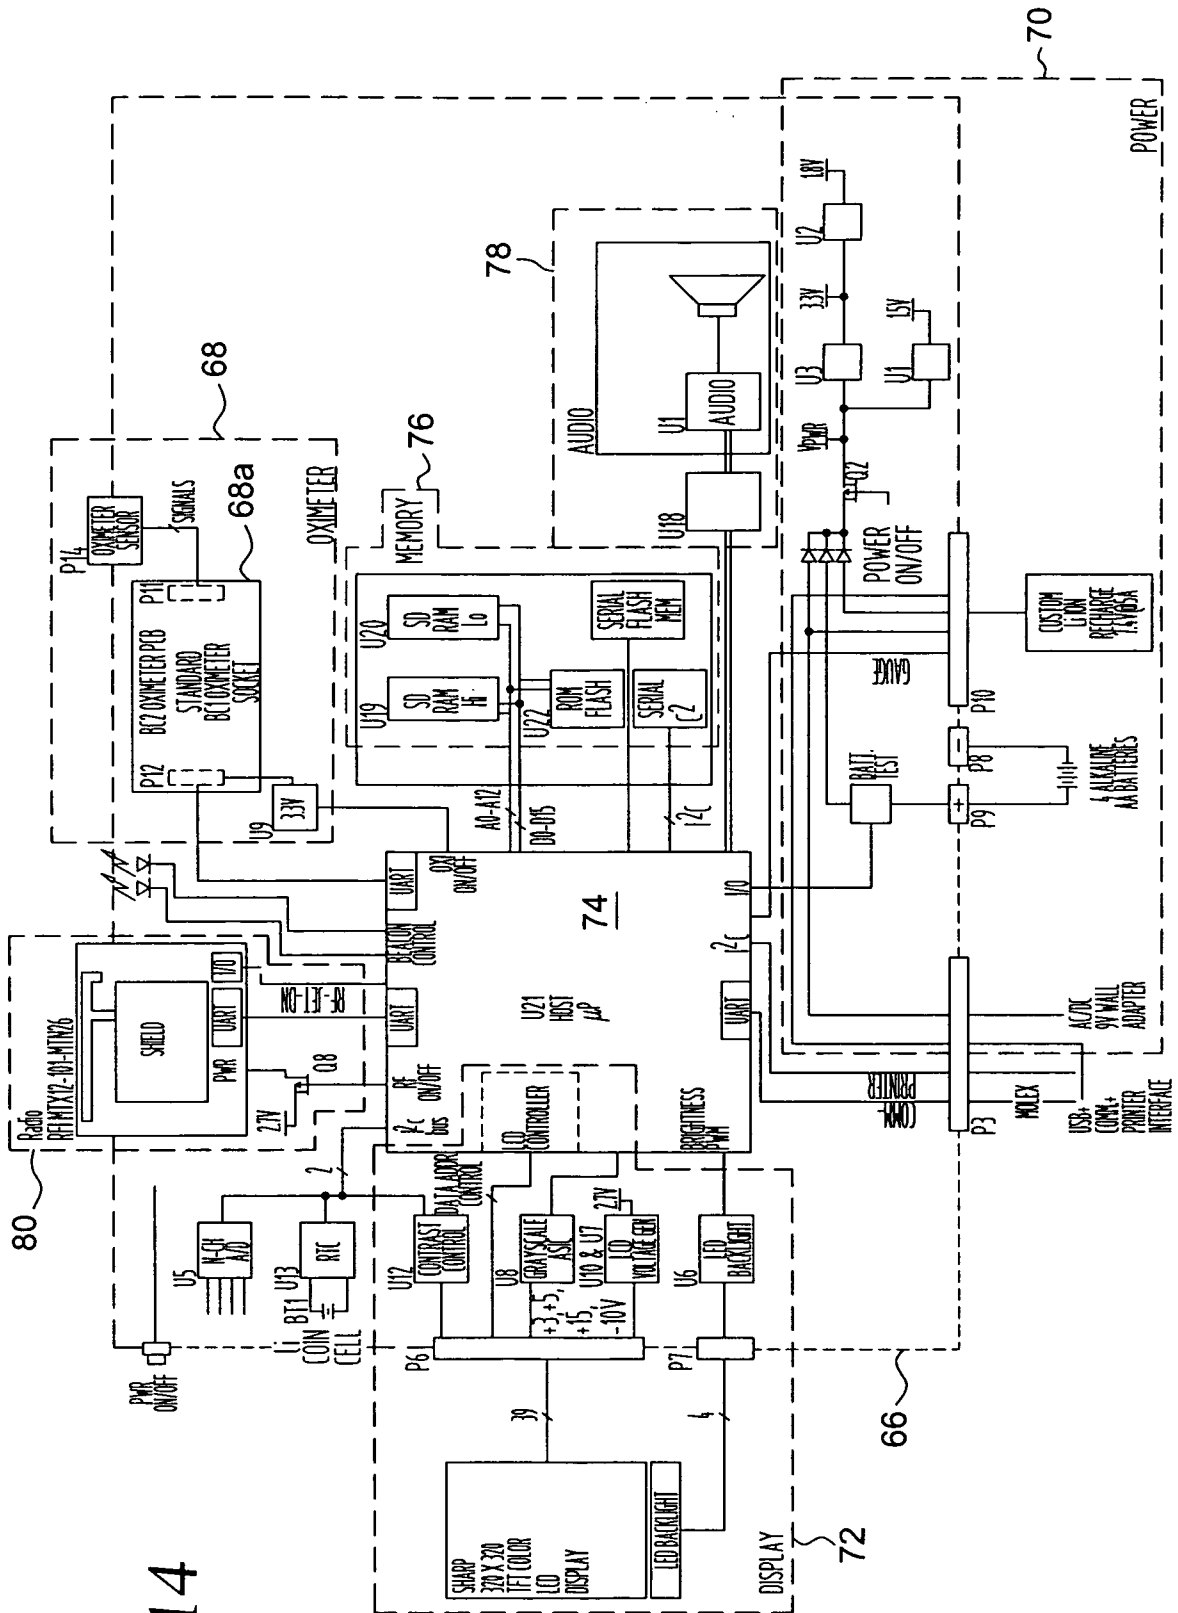 14
80
Radio
RFI MTX12-101-MTN26
SHIELD
PWR
UART
I/O
RF-DET-DN
2.7V
Q8
PWR
ON/OFF
U5
N-CH
A/D
U13
RTC
BT1
Li
COIN
CELL
2
P14
OXIMETER
SENSOR
SIGNALS
68
68a
P12
P11
BC2 OXIMETER PCB
STANDARD
BC1 OXIMETER
SOCKET
U9
3.3V
OXIMETER
76
MEMORY
U19
SD
RAM
Hi
U20
SD
RAM
Lo
U22
ROM
FLASH
SERIAL
FLASH
MEM
SERIAL
I²C
A0-A12
D0-D15
I²C
78
AUDIO
U18
U1
AUDIO
I²C
BUS
RF
ON/OFF
UART
BEACON
CONTROL
UART
OXI
ON/OFF
LCD
CONTROLLER
U21
HOST
µP
74
BRIGHTNESS
PWM
UART
I²C
I/O
DATA ADDR
CONTROL
U12
CONTRAST
CONTROL
U8
GRAYSCALE
ASIC
U10 & U7
LCD
VOLTAGE GEN
2.7V
U6
LED
BACKLIGHT
+3,+5,
+15,
-10V
P6
P7
39
4
SHARP
320 X 320
TFT COLOR
LCD
DISPLAY
LED BACKLIGHT
DISPLAY
72
66
COMM.
PRINTER
P3
MOLEX
USB+
COMM.+
PRINTER
INTERFACE
AC/DC
9V WALL
ADAPTER
BATT.
TEST
P9
+
P8
-
4 ALKALINE
AA BATTERIES
GAUGE
P10
CUSTOM
Li ION
RECHARGE
POWER
ON/OFF
Q2
VPWR
U3
3.3V
U2
1.8V
U1
1.5V
POWER
70